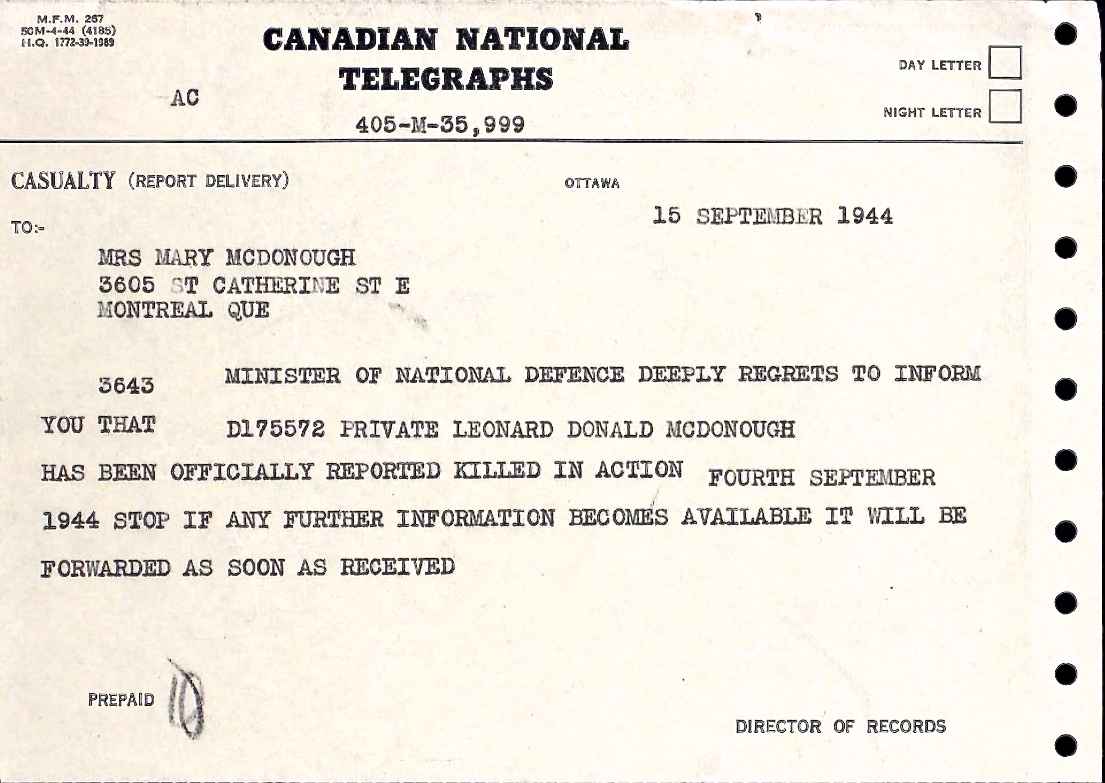 M.F.M. 267
50M-4-44 (4185)
H.Q. 1772-39-1989
CANADIAN NATIONAL
TELEGRAPHS
DAY LETTER
AC
NIGHT LETTER
405-M-35,999
CASUALTY (REPORT DELIVERY)
OTTAWA
15 SEPTEMBER 1944
TO:-
MRS MARY MCDONOUGH
3605 ST CATHERINE ST E
MONTREAL QUE
3643 MINISTER OF NATIONAL DEFENCE DEEPLY REGRETS TO INFORM
YOU THAT D175572 PRIVATE LEONARD DONALD MCDONOUGH
HAS BEEN OFFICIALLY REPORTED KILLED IN ACTION FOURTH SEPTEMBER
1944 STOP IF ANY FURTHER INFORMATION BECOMES AVAILABLE IT WILL BE
FORWARDED AS SOON AS RECEIVED
PREPAID
DIRECTOR OF RECORDS